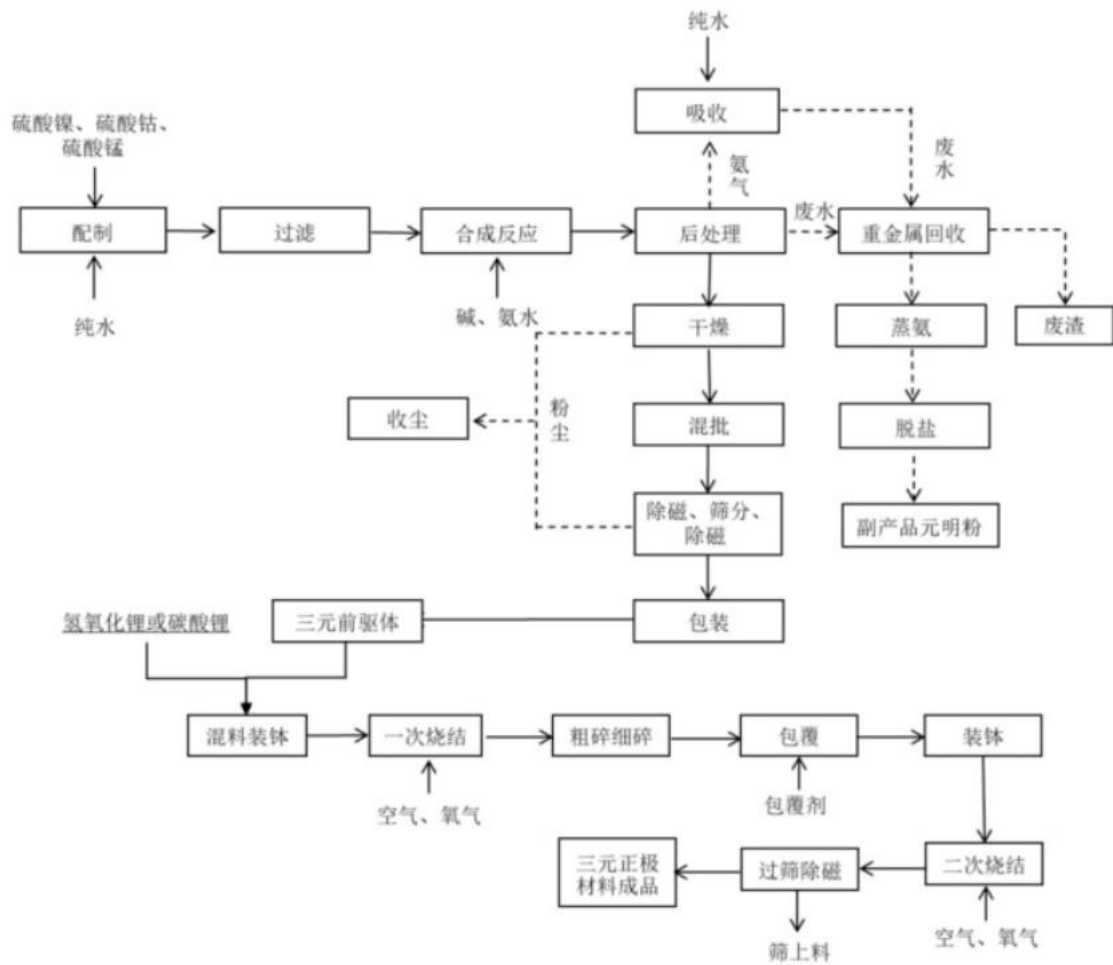 纯水
吸收
硫酸镍、硫酸钴、
硫酸锰
废
水
氨
气
废水
配制
过滤
合成反应
后处理
重金属回收
纯水
碱、氨水
干燥
蒸氨
废渣
粉
尘
收尘
混批
脱盐
除磁、筛分、
除磁
副产品元明粉
氢氧化锂或碳酸锂
三元前驱体
包装
混料装钵
一次烧结
粗碎细碎
包覆
装钵
空气、氧气
包覆剂
三元正极
材料成品
过筛除磁
二次烧结
筛上料
空气、氧气